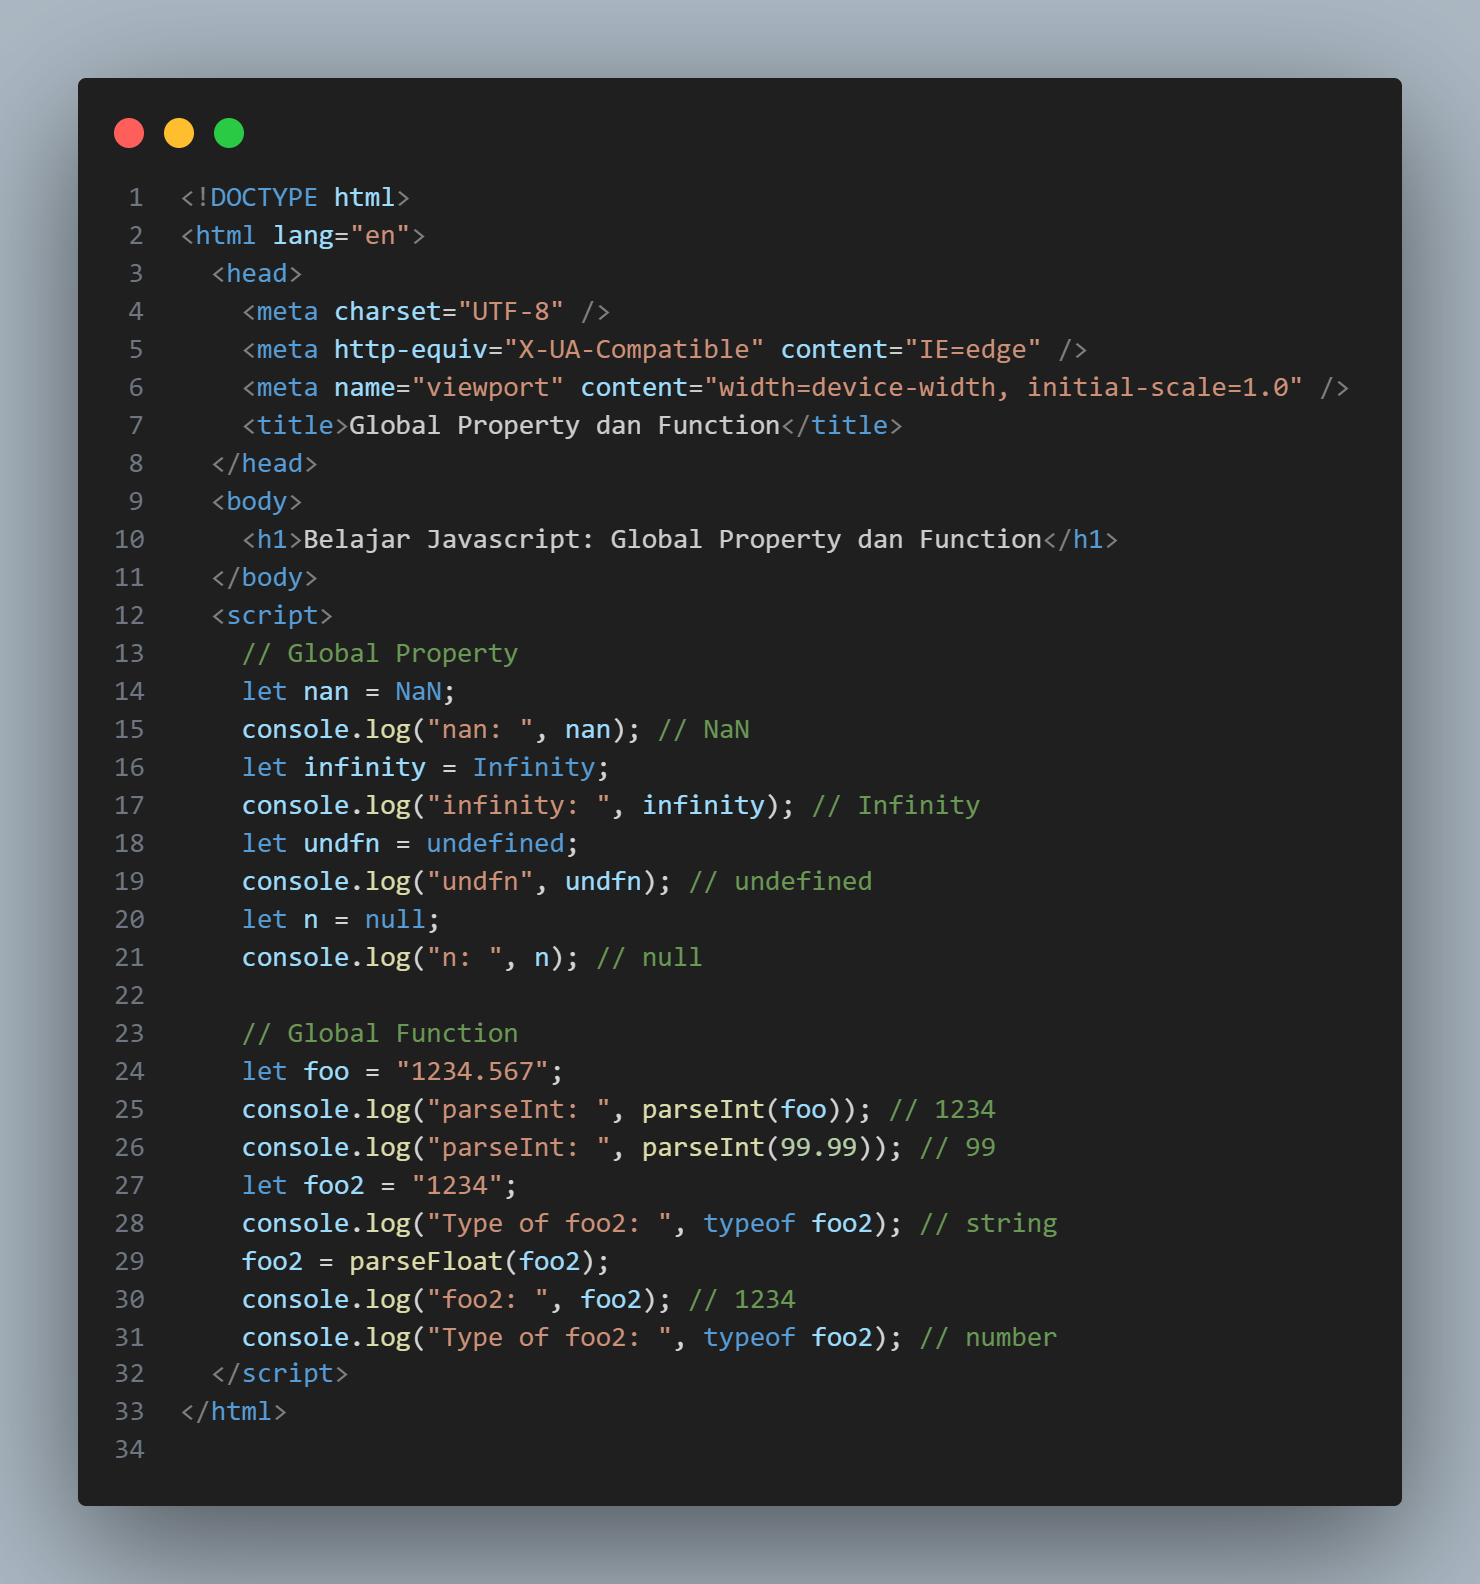 1 <!DOCTYPE html>
2 <html lang="en">
3   <head>
4     <meta charset="UTF-8" />
5     <meta http-equiv="X-UA-Compatible" content="IE=edge" />
6     <meta name="viewport" content="width=device-width, initial-scale=1.0" />
7     <title>Global Property dan Function</title>
8   </head>
9   <body>
10     <h1>Belajar Javascript: Global Property dan Function</h1>
11   </body>
12   <script>
13     // Global Property
14     let nan = NaN;
15     console.log("nan: ", nan); // NaN
16     let infinity = Infinity;
17     console.log("infinity: ", infinity); // Infinity
18     let undfn = undefined;
19     console.log("undfn", undfn); // undefined
20     let n = null;
21     console.log("n: ", n); // null
22
23     // Global Function
24     let foo = "1234.567";
25     console.log("parseInt: ", parseInt(foo)); // 1234
26     console.log("parseInt: ", parseInt(99.99)); // 99
27     let foo2 = "1234";
28     console.log("Type of foo2: ", typeof foo2); // string
29     foo2 = parseFloat(foo2);
30     console.log("foo2: ", foo2); // 1234
31     console.log("Type of foo2: ", typeof foo2); // number
32   </script>
33 </html>
34